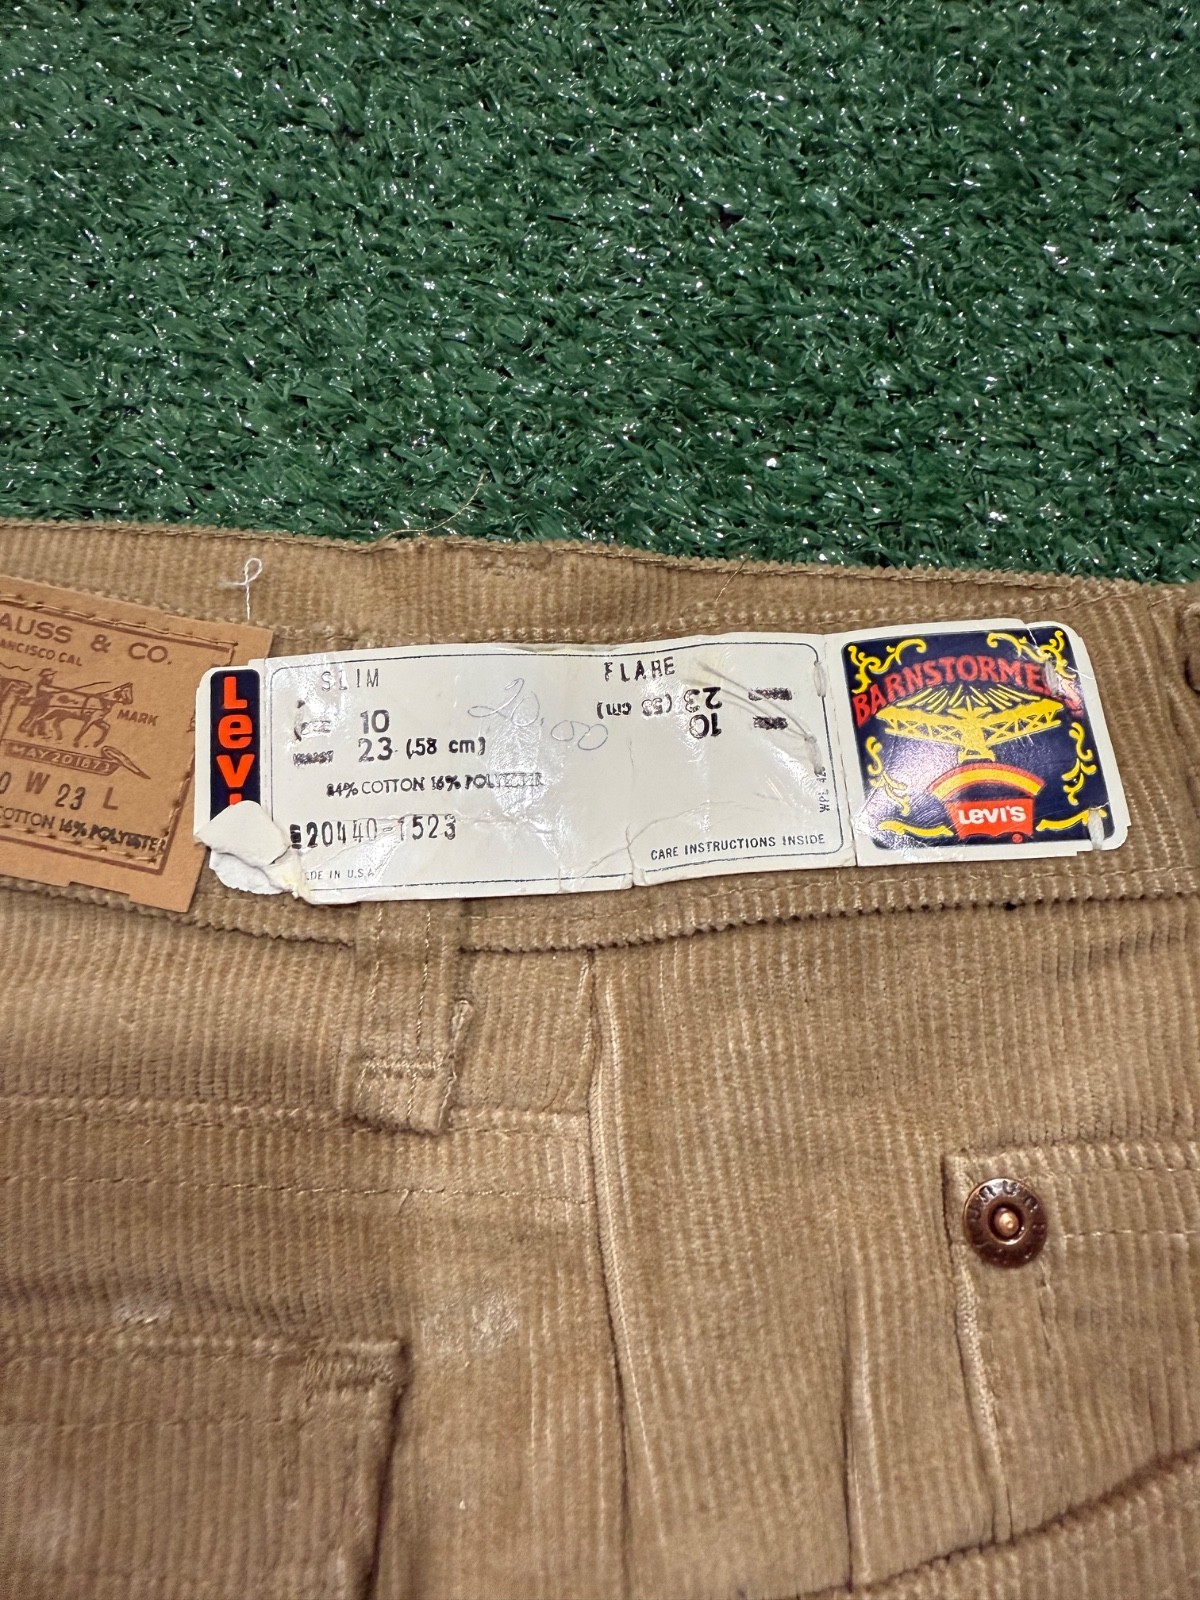 AUSS & CO.
ANCISCO CAL
MARK
MAY 20 1873
0 W 23 L
COTTON 16% POLYESTER
Levi'
SLIM
10
WAIST 23 (58 cm)
84% COTTON 16% POLYESTER
20440-1523
DE IN U.S.A.
20.00
FLARE
23 (58 cm)
10
CARE INSTRUCTIONS INSIDE
BARNSTORME
LEVI'S
®